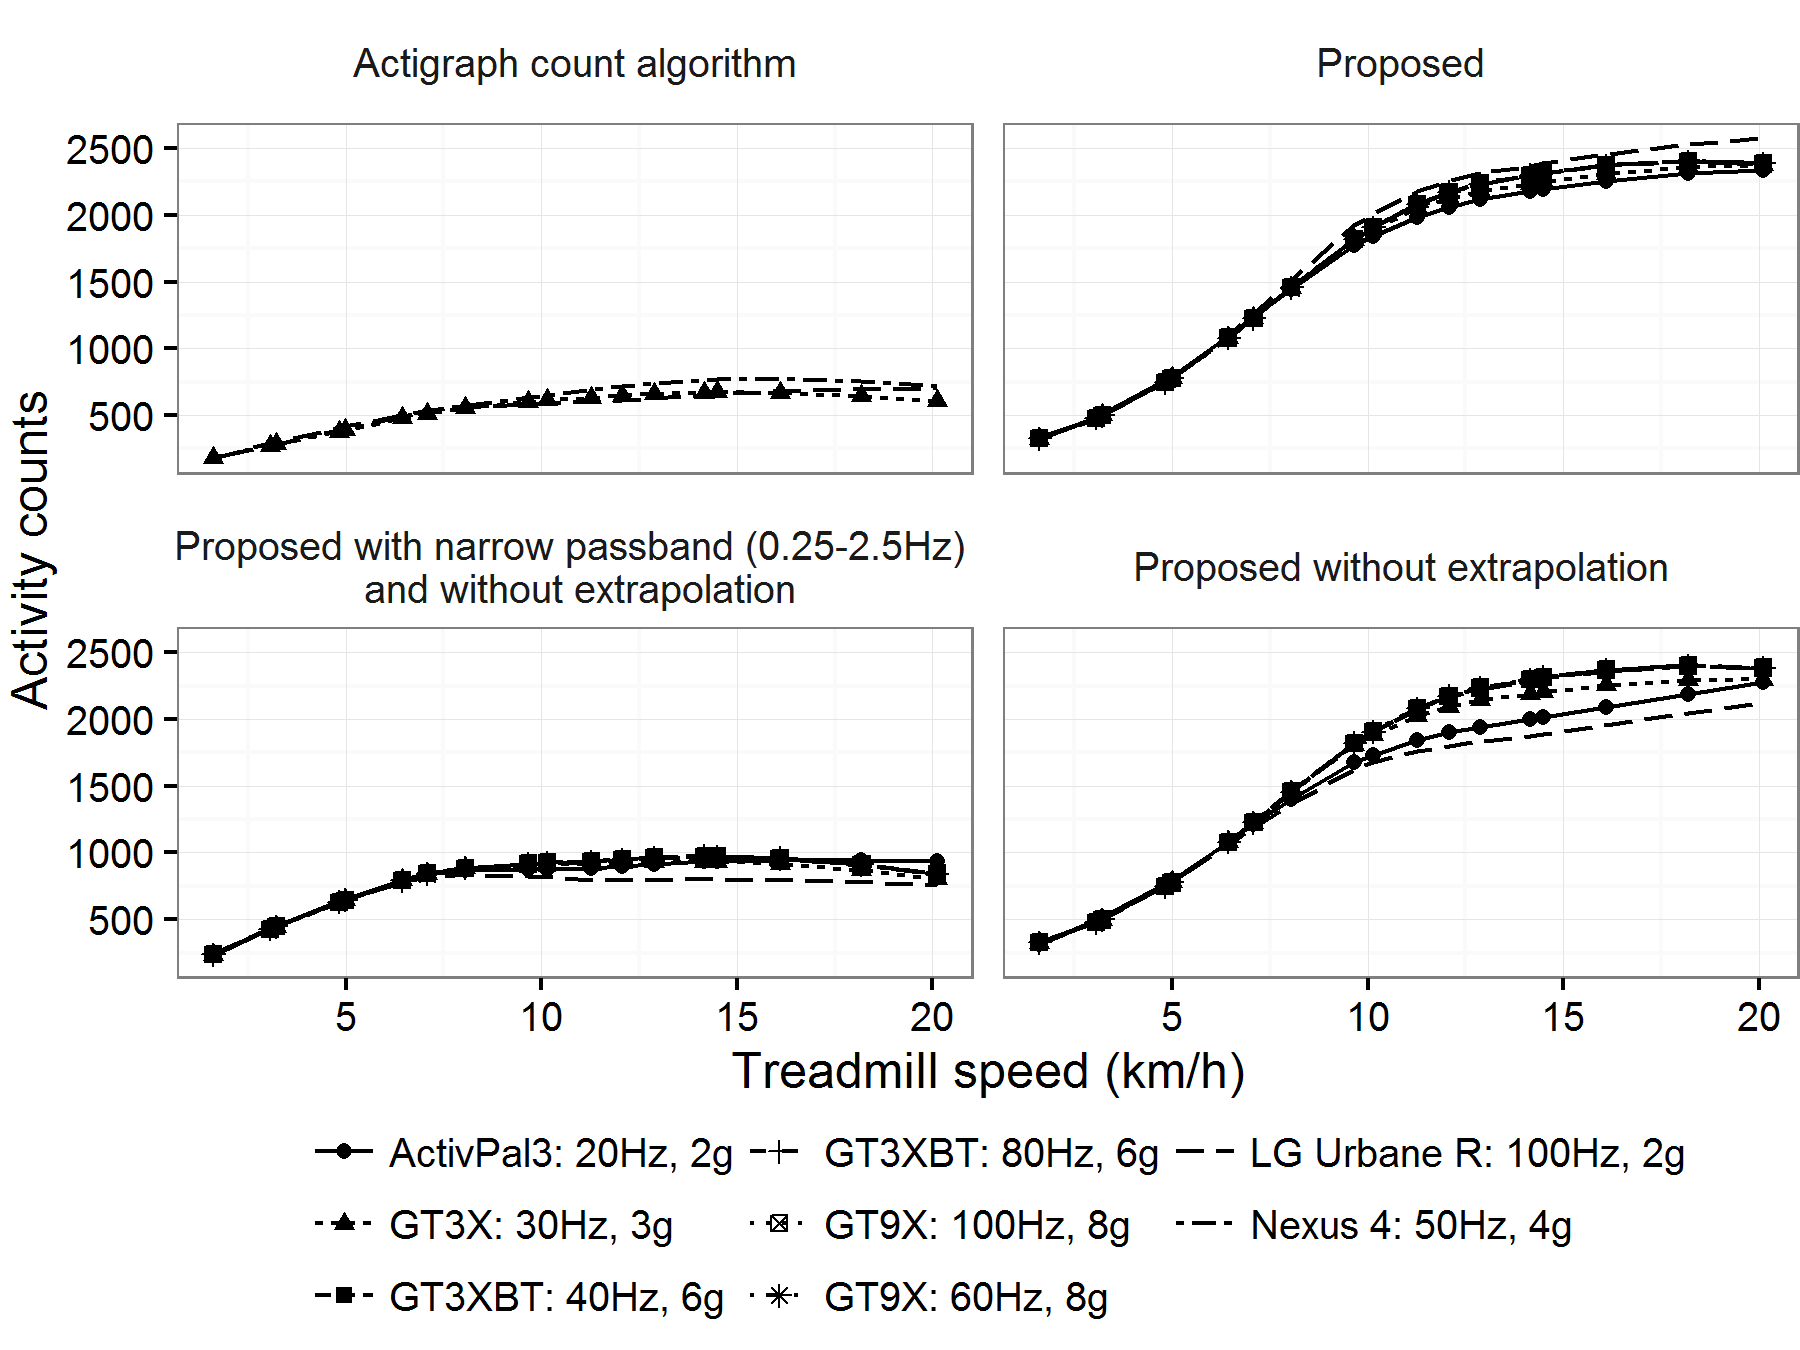 Actigraph count algorithm
Proposed
2500
2000
1500
1000
500
Activity counts
Proposed with narrow passband (0.25-2.5Hz)
and without extrapolation
Proposed without extrapolation
2500
2000
1500
1000
500
5 10 15 20
5 10 15 20
Treadmill speed (km/h)
ActivPal3: 20Hz, 2g
GT3XBT: 80Hz, 6g
LG Urbane R: 100Hz, 2g
GT3X: 30Hz, 3g
GT9X: 100Hz, 8g
Nexus 4: 50Hz, 4g
GT3XBT: 40Hz, 6g
GT9X: 60Hz, 8g